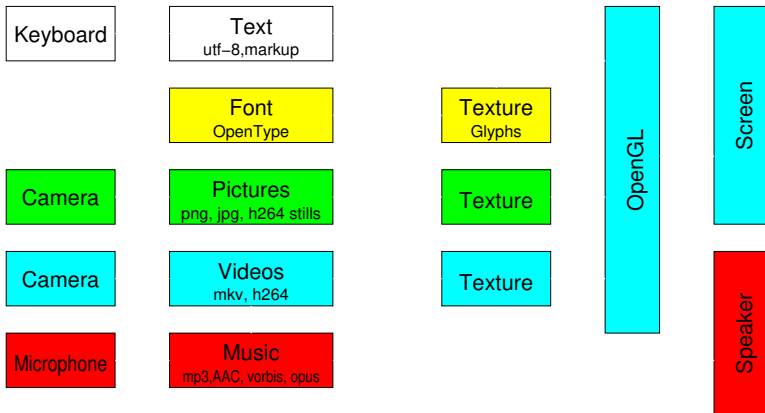 Keyboard
Text
utf−8,markup
Font
OpenType
Texture
Glyphs
Camera
Pictures
png, jpg, h264 stills
Texture
Camera
Videos
mkv, h264
Texture
Microphone
Music
mp3,AAC, vorbis, opus
OpenGL
Screen
Speaker